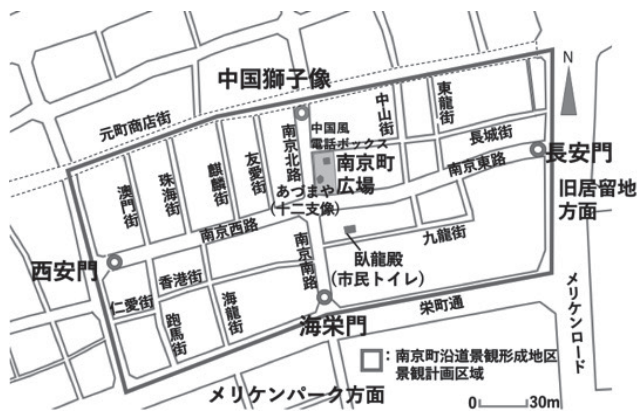 中国獅子像
N
元町商店街
中山街
東龍街
長城街
中国風
電話ボックス
南京北路
友愛街
麒麟街
珠海街
澳門街
南京町
広場
南京東路
長安門
旧居留地
方面
あづまや
(十二支像)
南京西路
西安門
九龍街
臥龍殿
(市民トイレ)
南京南路
香港街
仁愛街
海龍街
跑馬街
海栄門
栄町通
メリケンロード
メリケンパーク方面
:南京町沿道景観形成地区
景観計画区域
0 30m